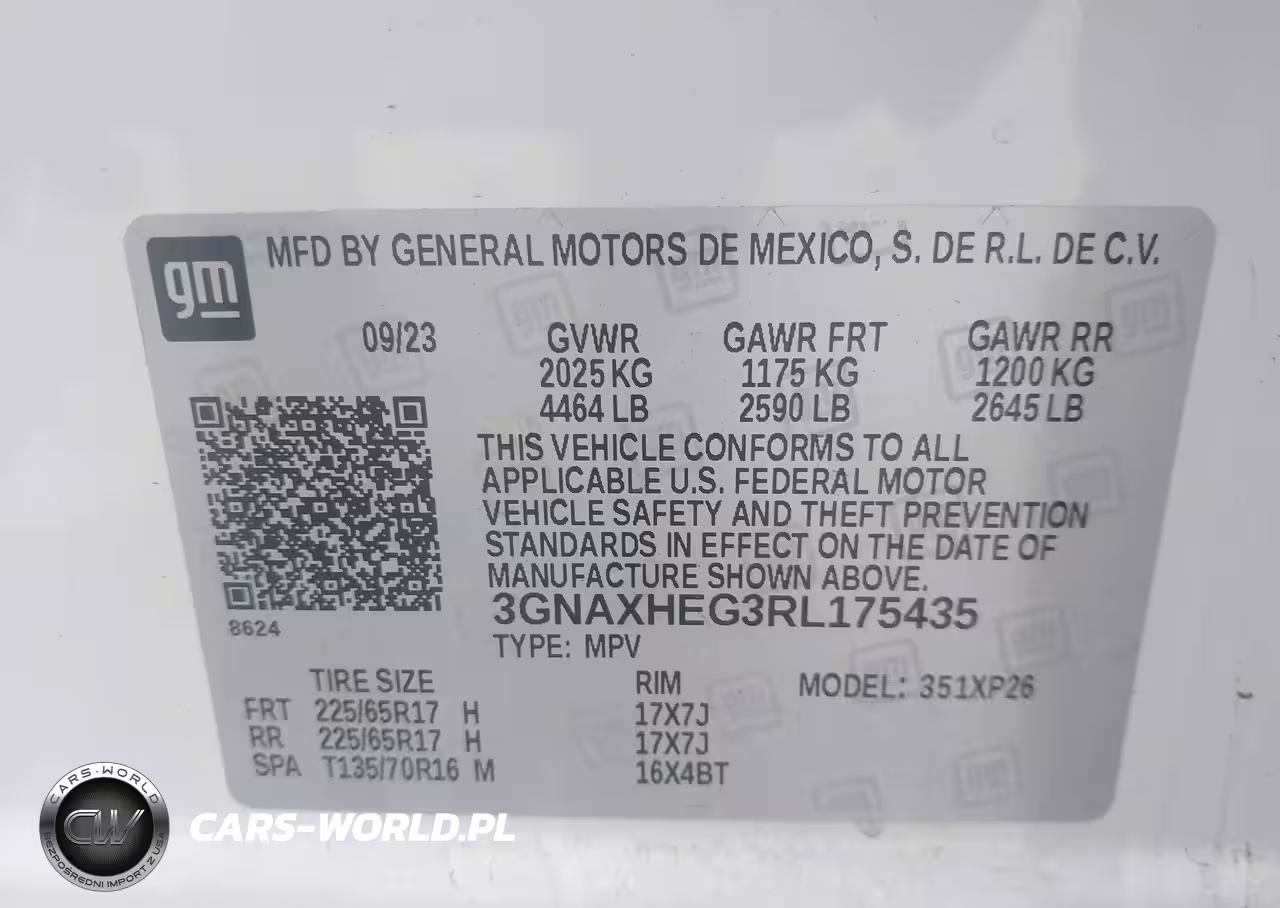 gm
MFD BY GENERAL MOTORS DE MEXICO, S. DE R.L. DE C.V.
09/23 GVWR GAWR FRT GAWR RR
2025 KG 1175 KG 1200 KG
4464 LB 2590 LB 2645 LB
THIS VEHICLE CONFORMS TO ALL
APPLICABLE U.S. FEDERAL MOTOR
VEHICLE SAFETY AND THEFT PREVENTION
STANDARDS IN EFFECT ON THE DATE OF
MANUFACTURE SHOWN ABOVE.
3GNAXHEG3RL175435
8624
TYPE: MPV
TIRE SIZE RIM MODEL: 351XP26
FRT 225/65R17 H 17X7J
RR 225/65R17 H 17X7J
SPA T135/70R16 M 16X4BT
CARS-WORLD
CW
BEZPOŚREDNI IMPORT Z USA
CARS-WORLD.PL